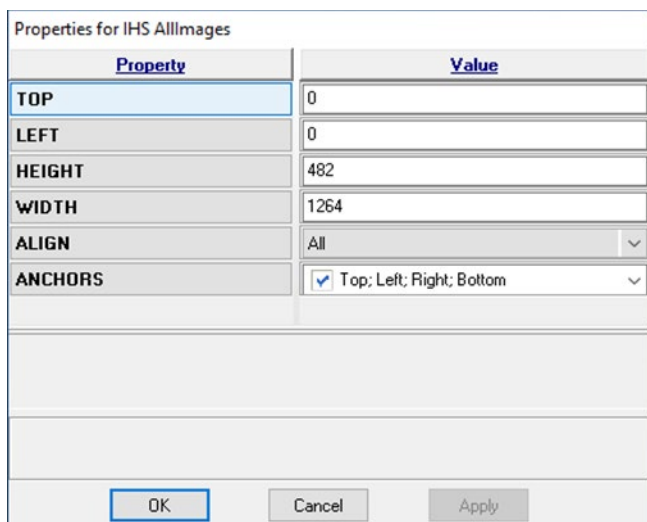 Properties for IHS AllImages
Property Value
TOP 0
LEFT 0
HEIGHT 482
WIDTH 1264
ALIGN All
ANCHORS Top; Left; Right; Bottom
OK Cancel Apply